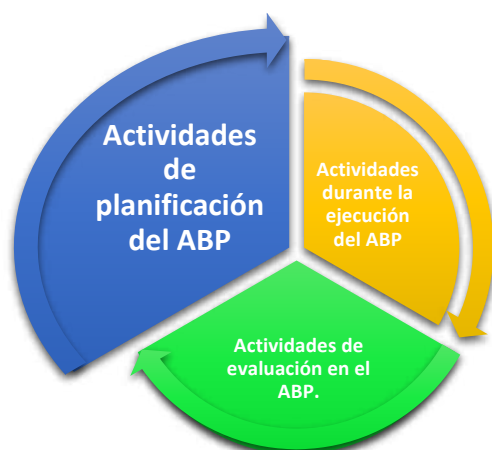 Actividades
de
planificación
del ABP
Actividades
durante la
ejecución
del ABP
Actividades de
evaluación en el
ABP.